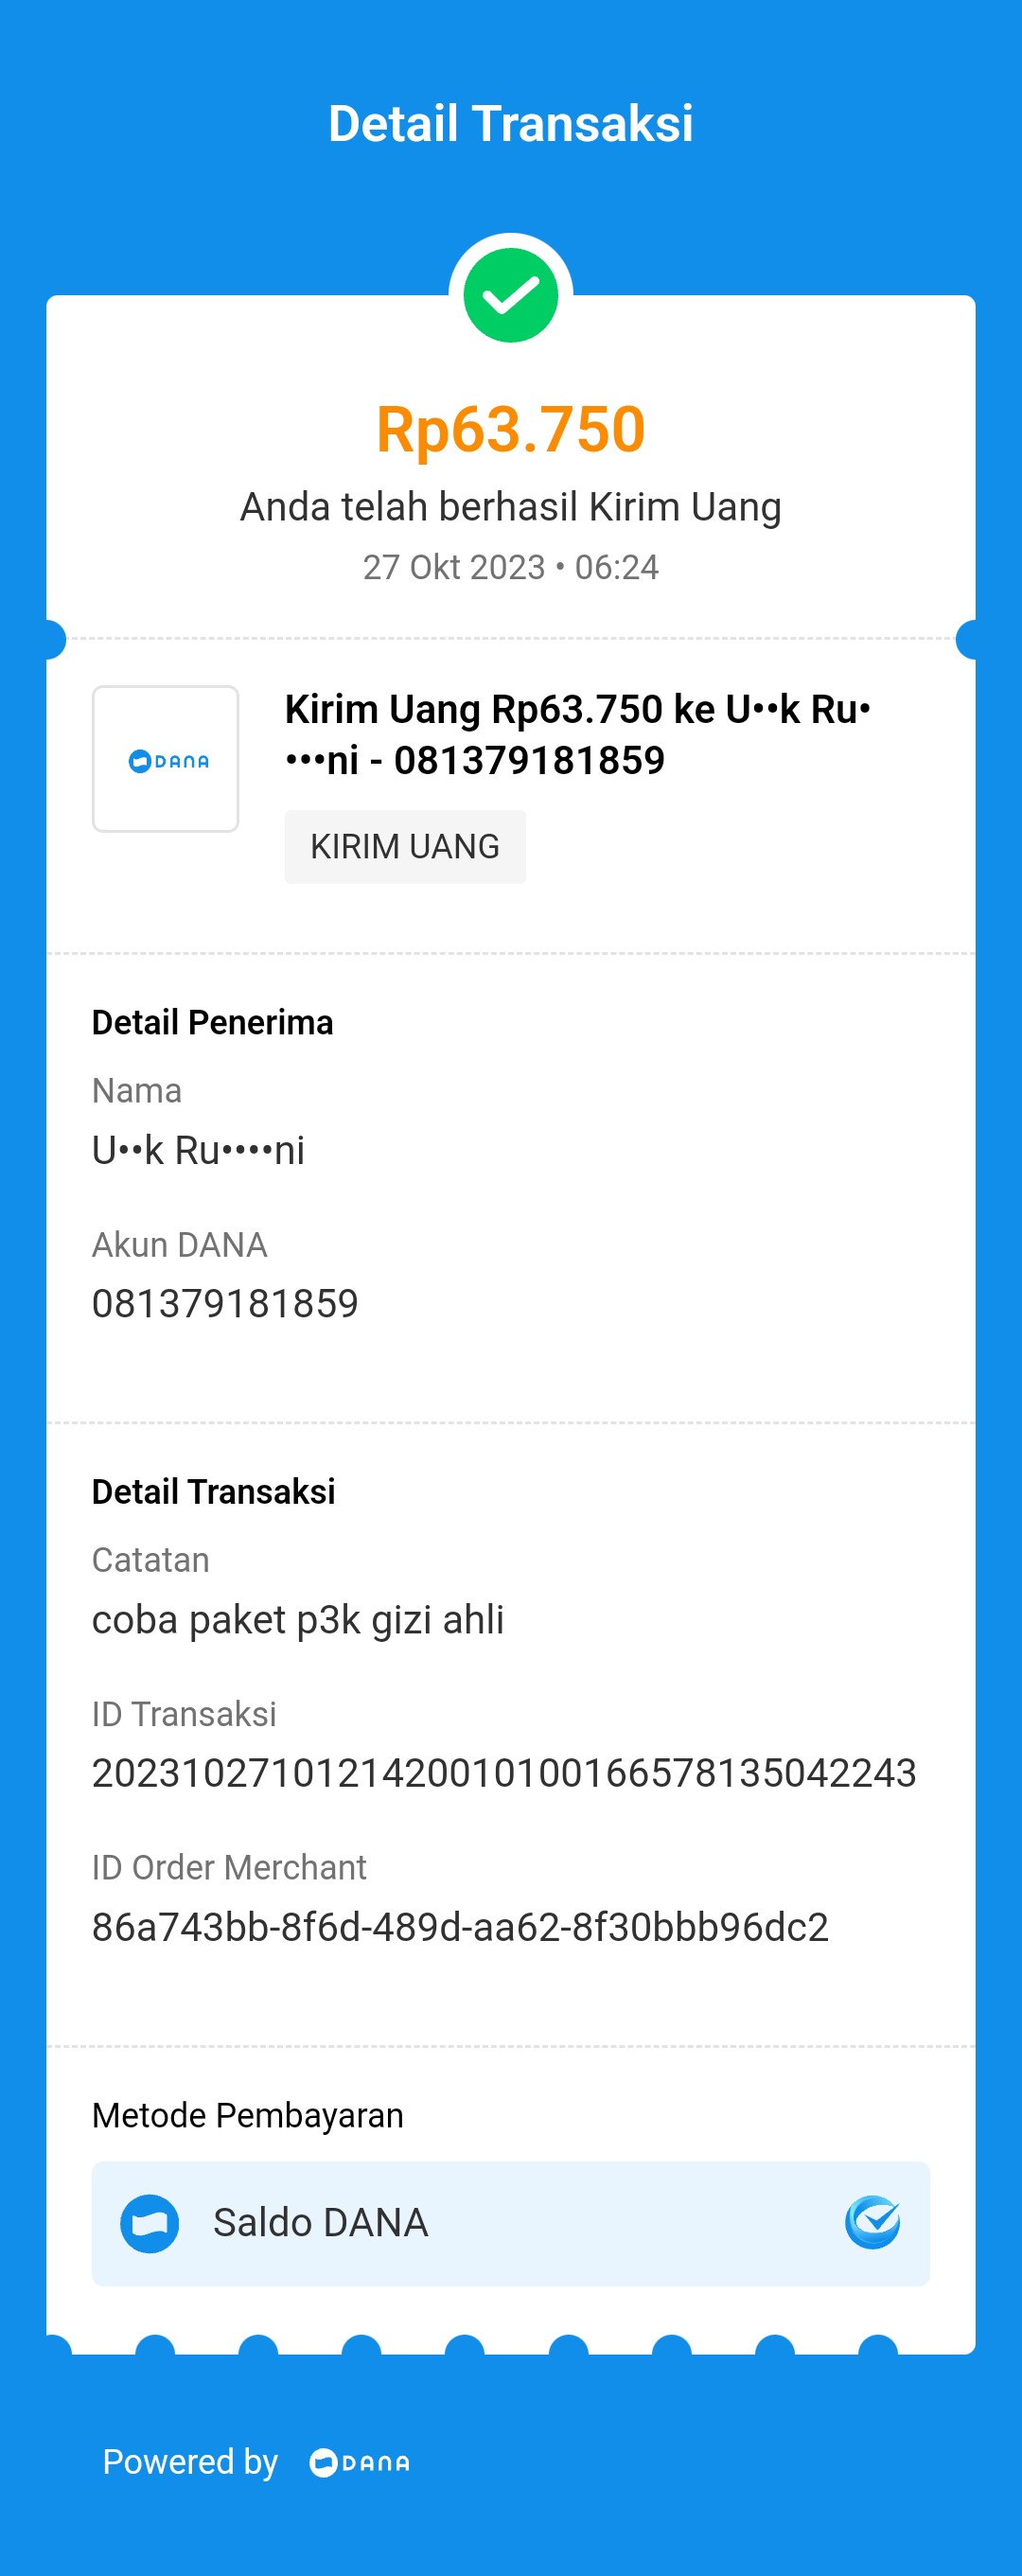 Detail Transaksi
Rp63.750
Anda telah berhasil Kirim Uang
27 Okt 2023 • 06:24
DANA
Kirim Uang Rp63.750 ke U••k Ru•
•••ni - 081379181859
KIRIM UANG
Detail Penerima
Nama
U••k Ru••••ni
Akun DANA
081379181859
Detail Transaksi
Catatan
coba paket p3k gizi ahli
ID Transaksi
2023102710121420010100166578135042243
ID Order Merchant
86a743bb-8f6d-489d-aa62-8f30bbb96dc2
Metode Pembayaran
Saldo DANA
Powered by DANA